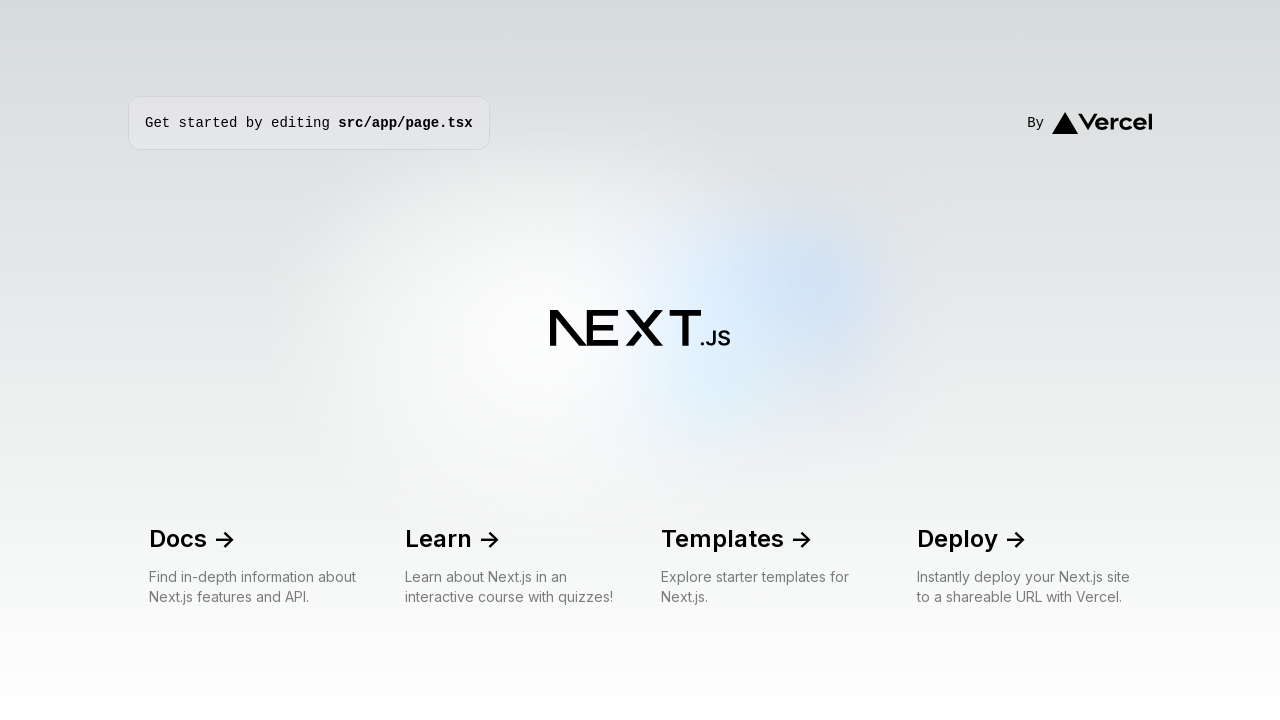 Get started by editing src/app/page.tsx
By Vercel
NEXT.JS
Docs ->
Find in-depth information about
Next.js features and API.
Learn ->
Learn about Next.js in an
interactive course with quizzes!
Templates ->
Explore starter templates for
Next.js.
Deploy ->
Instantly deploy your Next.js site
to a shareable URL with Vercel.